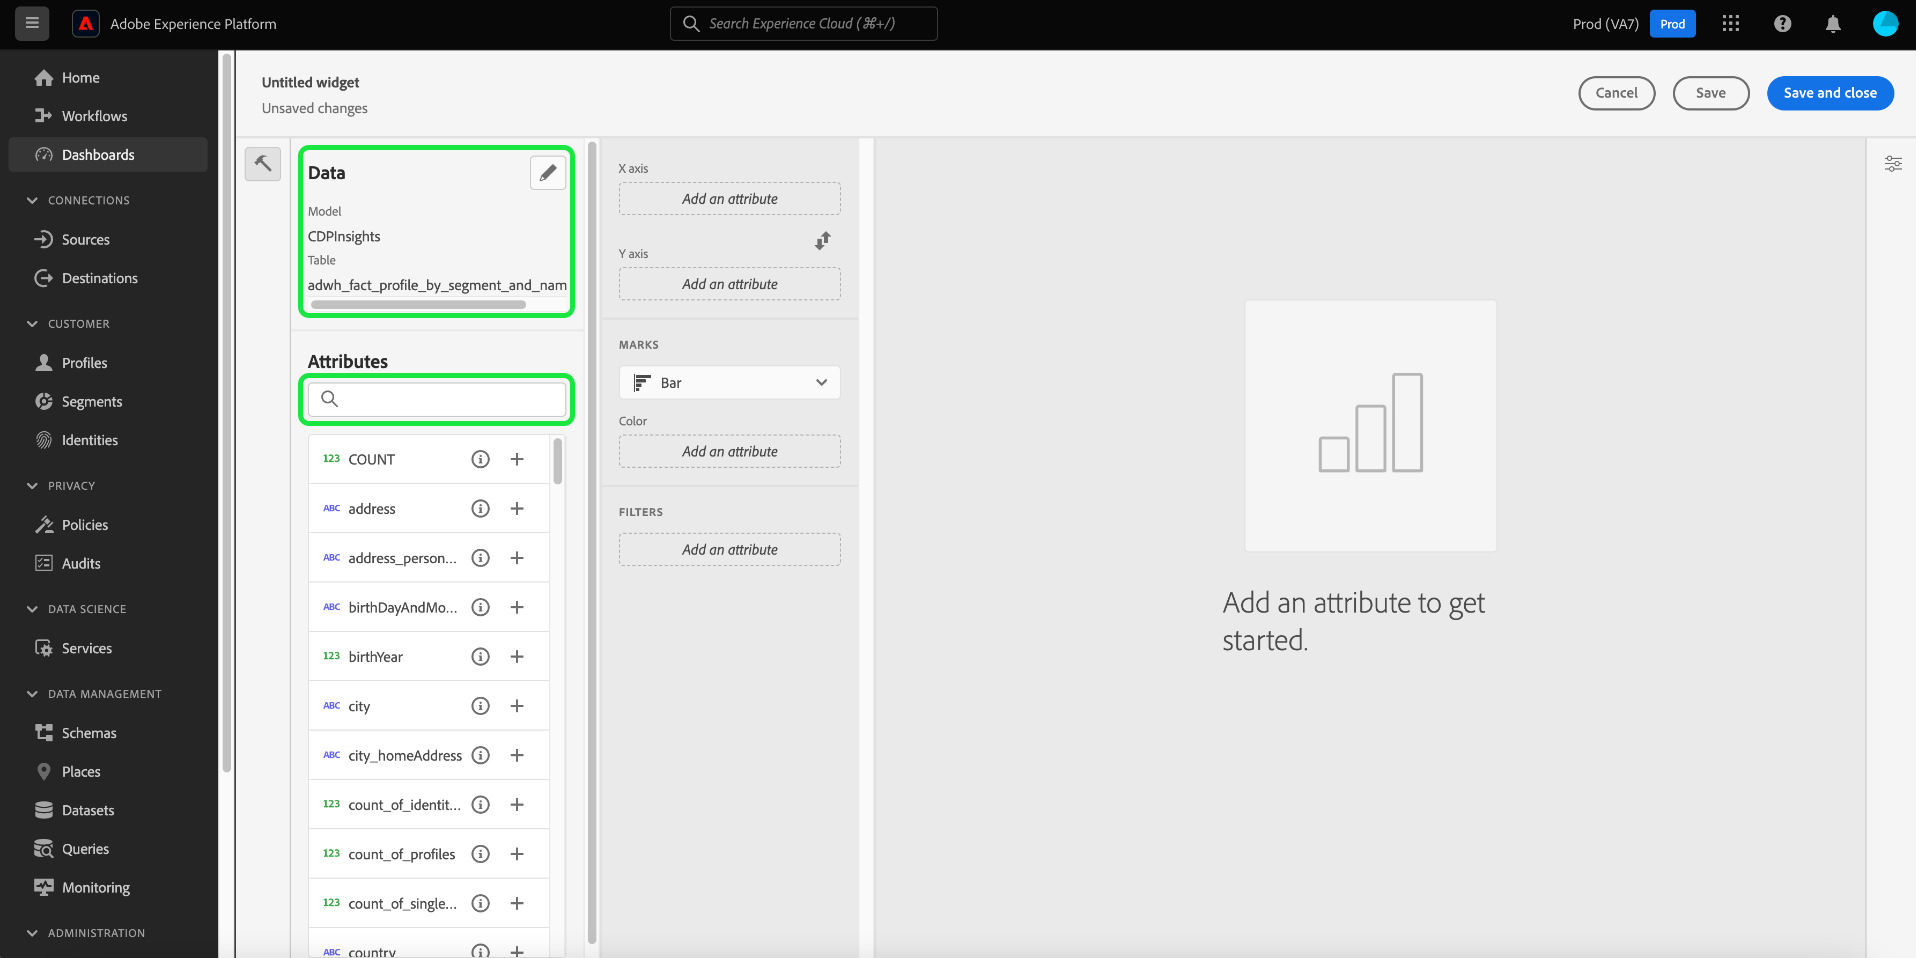 Adobe Experience Platform
Search Experience Cloud (⌘+/)
Prod (VA7)
Prod
Home
Workflows
Dashboards
CONNECTIONS
Sources
Destinations
CUSTOMER
Profiles
Segments
Identities
PRIVACY
Policies
Audits
DATA SCIENCE
Services
DATA MANAGEMENT
Schemas
Places
Datasets
Queries
Monitoring
ADMINISTRATION
Untitled widget
Unsaved changes
Cancel
Save
Save and close
Data
Model
CDPInsights
Table
adwh_fact_profile_by_segment_and_nam
Attributes
123 COUNT
ABC address
ABC address_person...
ABC birthDayAndMo...
123 birthYear
ABC city
ABC city_homeAddress
123 count_of_identit...
123 count_of_profiles
123 count_of_single...
ABC country
X axis
Add an attribute
Y axis
Add an attribute
MARKS
Bar
Color
Add an attribute
FILTERS
Add an attribute
Add an attribute to get
started.